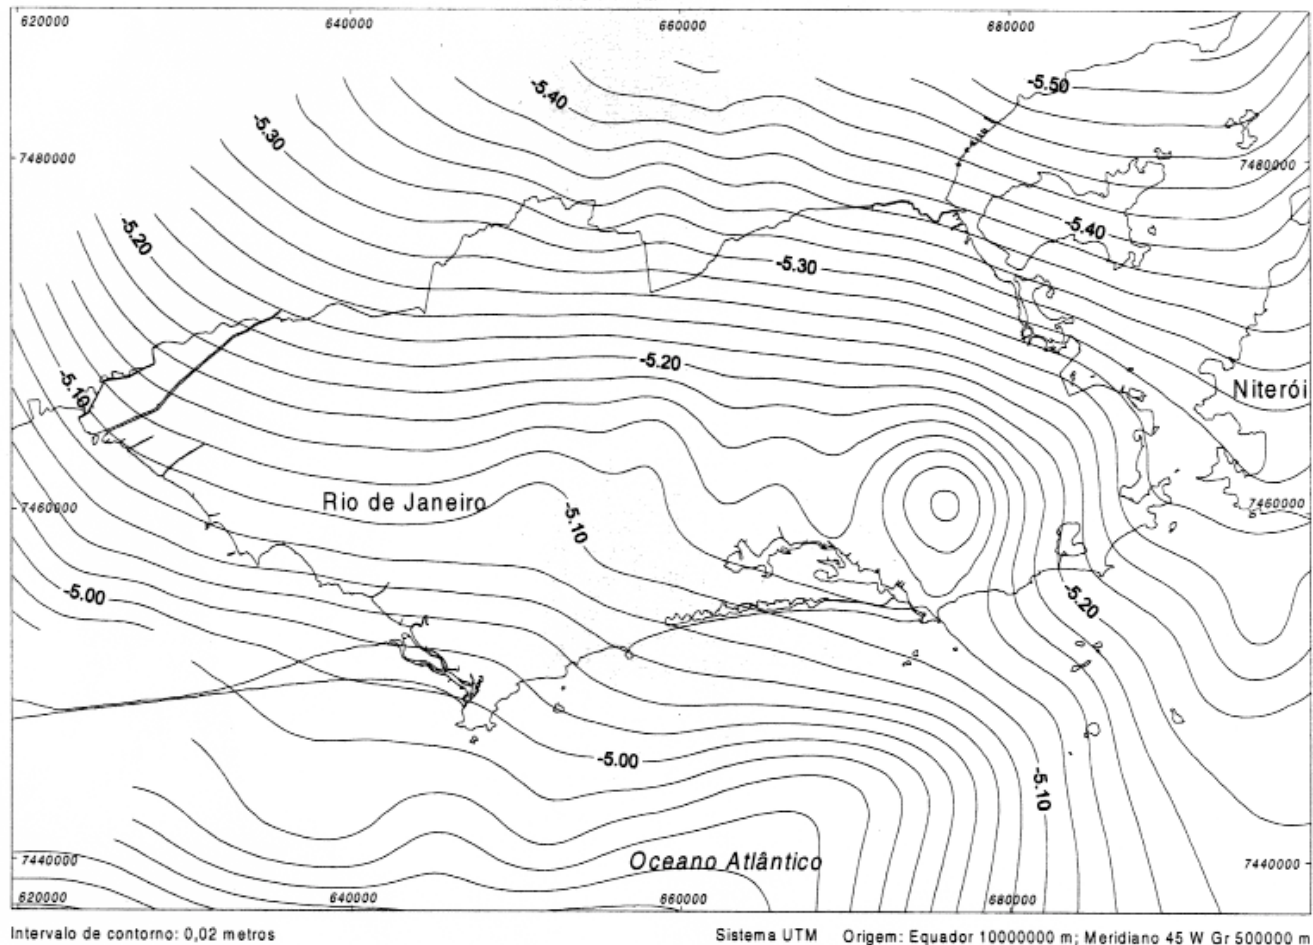 620000 640000 660000 680000
-5.50
-5.40
-5.30
7480000 7480000
-5.20
-5.40
-5.30
-5.20
-5.10
Niterói
Rio de Janeiro
7460000
-5.10
-5.00
-5.20
-5.00
-5.10
7440000 Oceano Atlântico 7440000
620000 640000 660000 680000
Intervalo de contorno: 0,02 metros Sistema UTM Origem: Equador 10000000 m; Meridiano 45 W Gr 500000 m